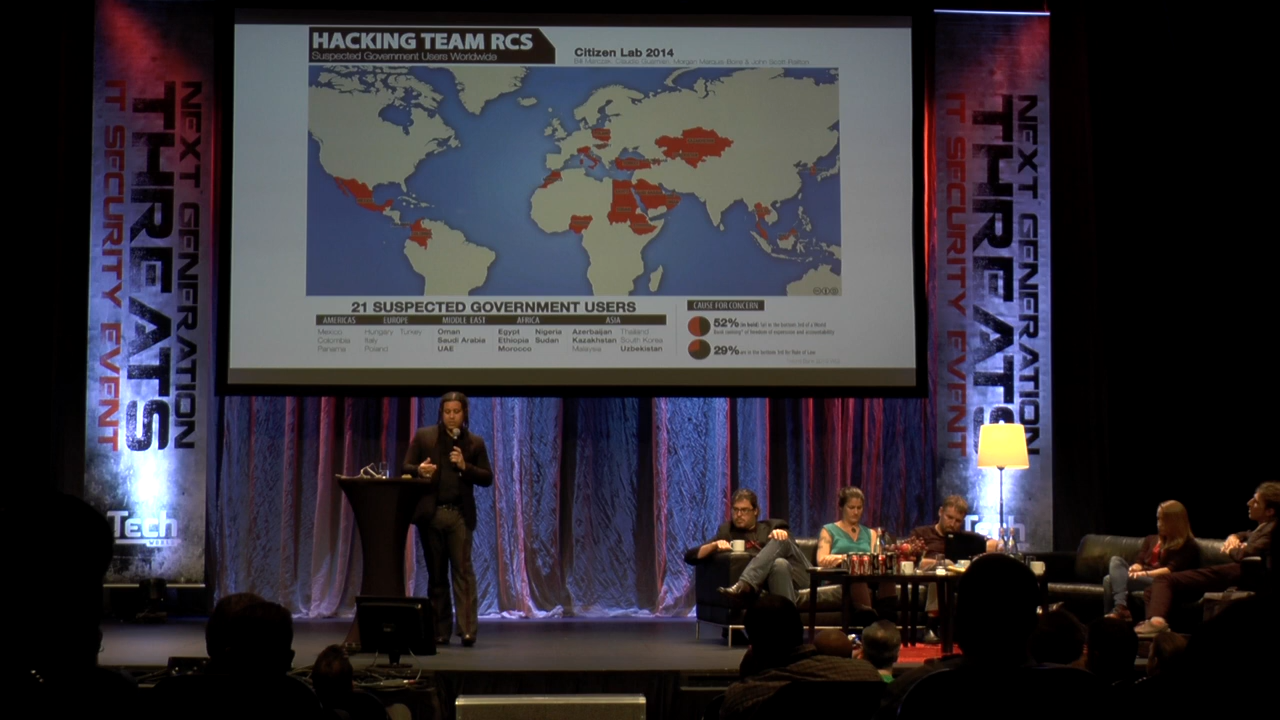 HACKING TEAM RCS
Suspected Government Users Worldwide
Citizen Lab 2014
21 SUSPECTED GOVERNMENT USERS
AMERICAS EUROPE MIDDLE EAST AFRICA ASIA
Mexico Hungary Turkey Oman Egypt Nigeria Azerbaijan Thailand
Colombia Italy Saudi Arabia Ethiopia Sudan Kazakhstan South Korea
Panama Poland UAE Morocco Malaysia Uzbekistan
CAUSE FOR CONCERN
52%
29%
NEXT GENERATION
THREATS
IT SECURITY EVENT
Tech
NEXT GENERATION
THREATS
IT SECURITY EVENT
Tech